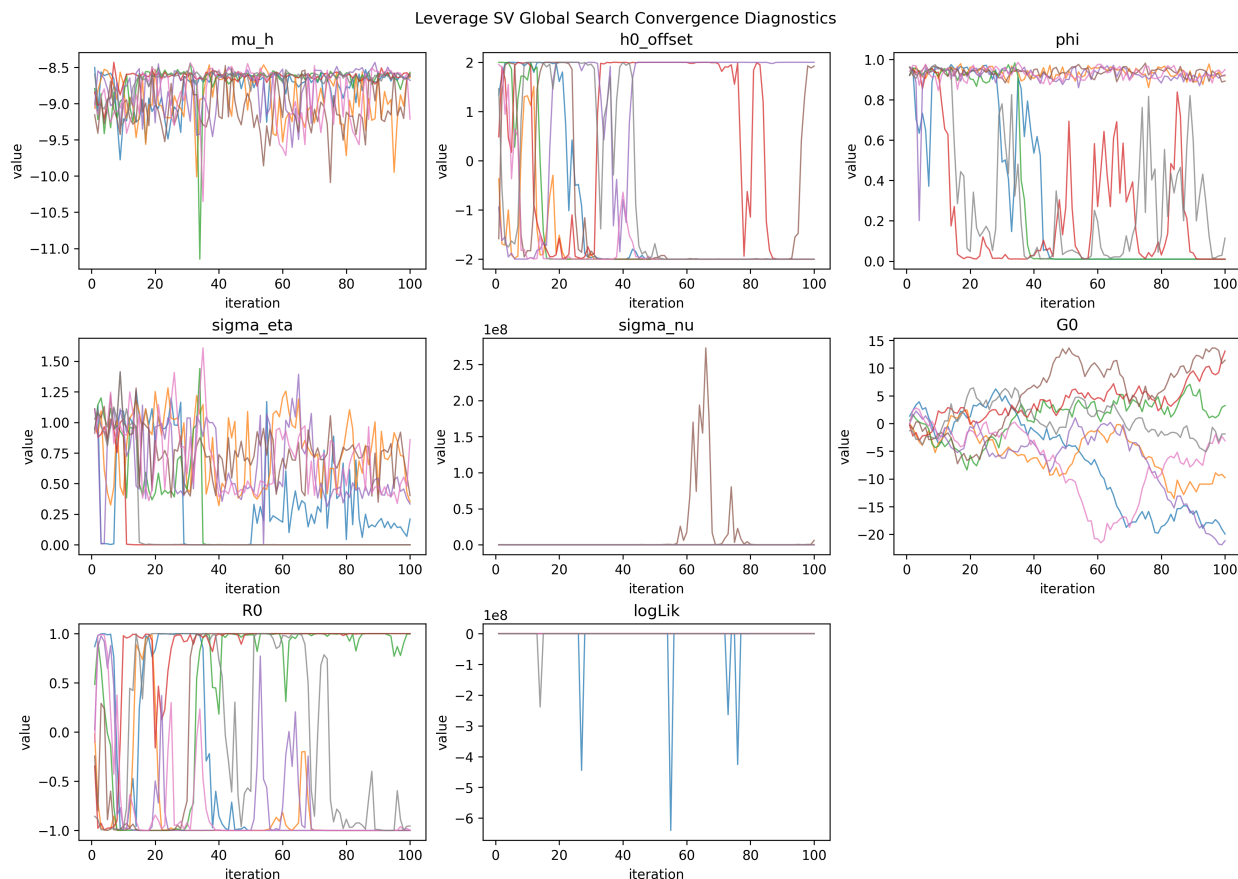 Leverage SV Global Search Convergence Diagnostics
mu_h
h0_offset
phi
value
−8.5
−9.0
−9.5
−10.0
−10.5
−11.0
0 20 40 60 80 100
iteration
value
2
1
0
−1
−2
0 20 40 60 80 100
iteration
value
1.0
0.8
0.6
0.4
0.2
0.0
0 20 40 60 80 100
iteration
sigma_eta
sigma_nu
G0
value
1.50
1.25
1.00
0.75
0.50
0.25
0.00
0 20 40 60 80 100
iteration
1e8
value
2.5
2.0
1.5
1.0
0.5
0.0
0 20 40 60 80 100
iteration
value
15
10
5
0
−5
−10
−15
−20
0 20 40 60 80 100
iteration
R0
logLik
value
1.0
0.5
0.0
−0.5
−1.0
0 20 40 60 80 100
iteration
1e8
value
0
−1
−2
−3
−4
−5
−6
0 20 40 60 80 100
iteration